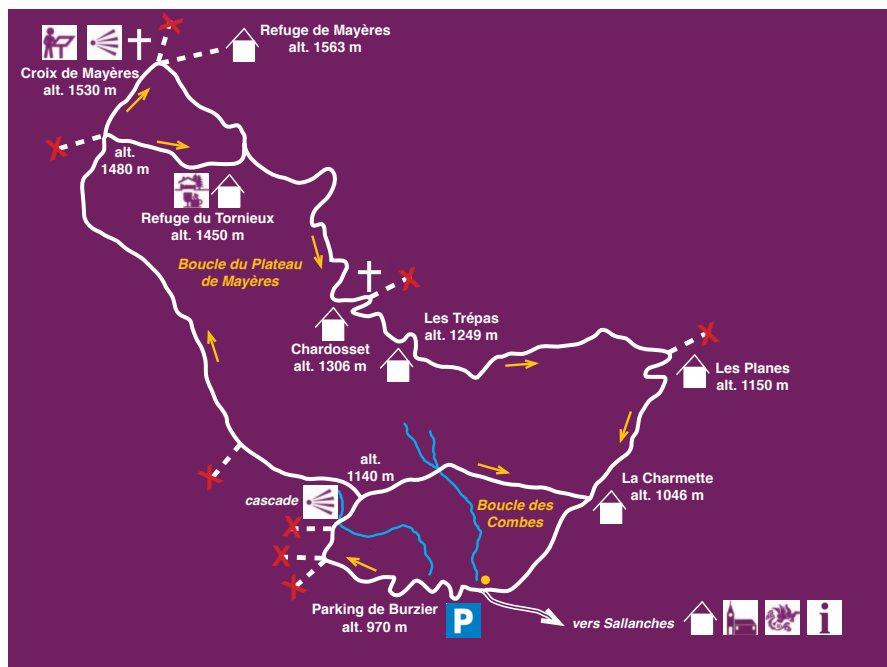 Refuge de Mayères
alt. 1563 m
Croix de Mayères
alt. 1530 m
alt.
1480 m
Refuge du Tornieux
alt. 1450 m
Boucle du Plateau
de Mayères
Les Trépas
alt. 1249 m
Chardosset
alt. 1306 m
Les Planes
alt. 1150 m
alt.
1140 m
La Charmette
alt. 1046 m
cascade
Boucle des
Combes
Parking de Burzier
alt. 970 m
P
vers Sallanches
i